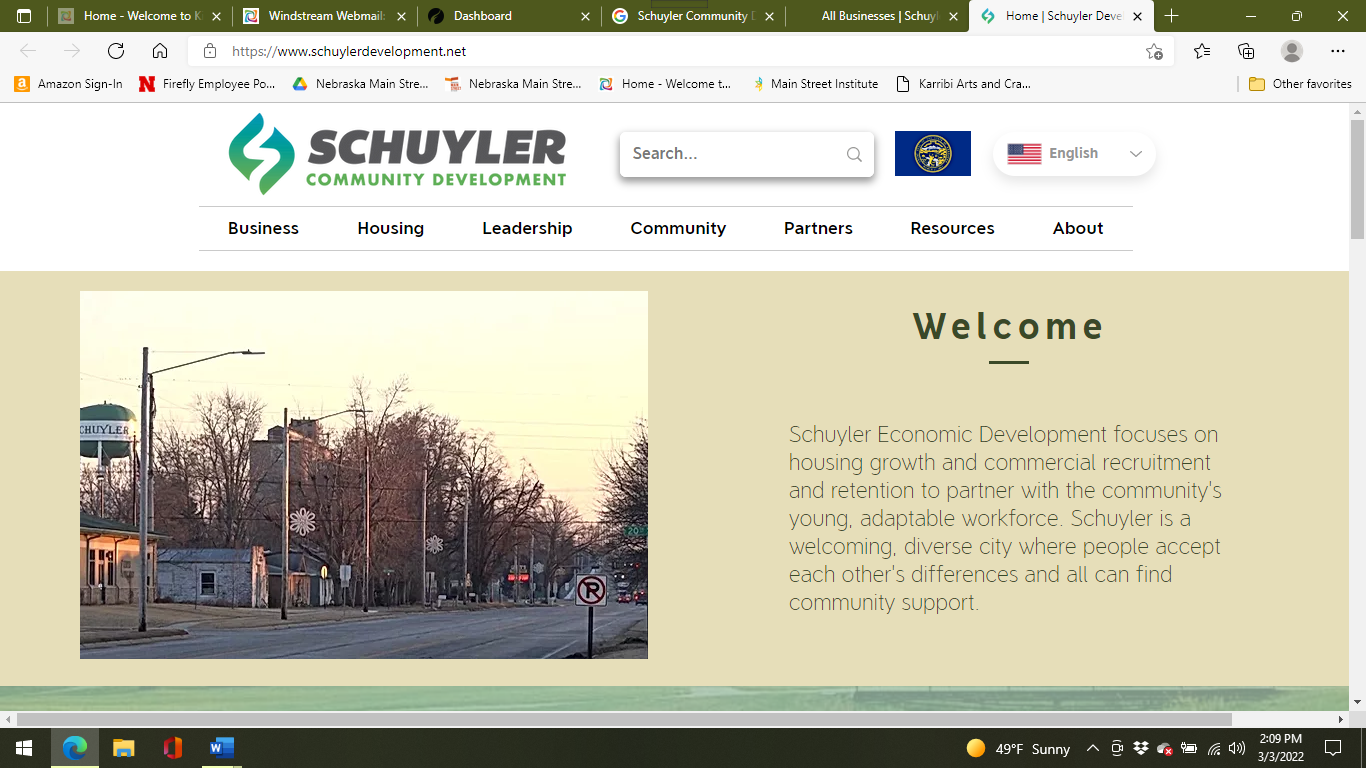 Home - Welcome to K
Windstream Webmail:
Dashboard
Schuyler Community D
All Businesses | Schuyl
Home | Schuyler Deve
https://www.schuylerdevelopment.net
Amazon Sign-In
Firefly Employee Po...
Nebraska Main Stre...
Nebraska Main Stre...
Home - Welcome t...
Main Street Institute
Karribi Arts and Cra...
Other favorites
SCHUYLER
COMMUNITY DEVELOPMENT
Search...
English
Business Housing Leadership Community Partners Resources About
CHUYLER
Welcome
Schuyler Economic Development focuses on
housing growth and commercial recruitment
and retention to partner with the community's
young, adaptable workforce. Schuyler is a
welcoming, diverse city where people accept
each other's differences and all can find
community support.
49°F Sunny
2:09 PM
3/3/2022